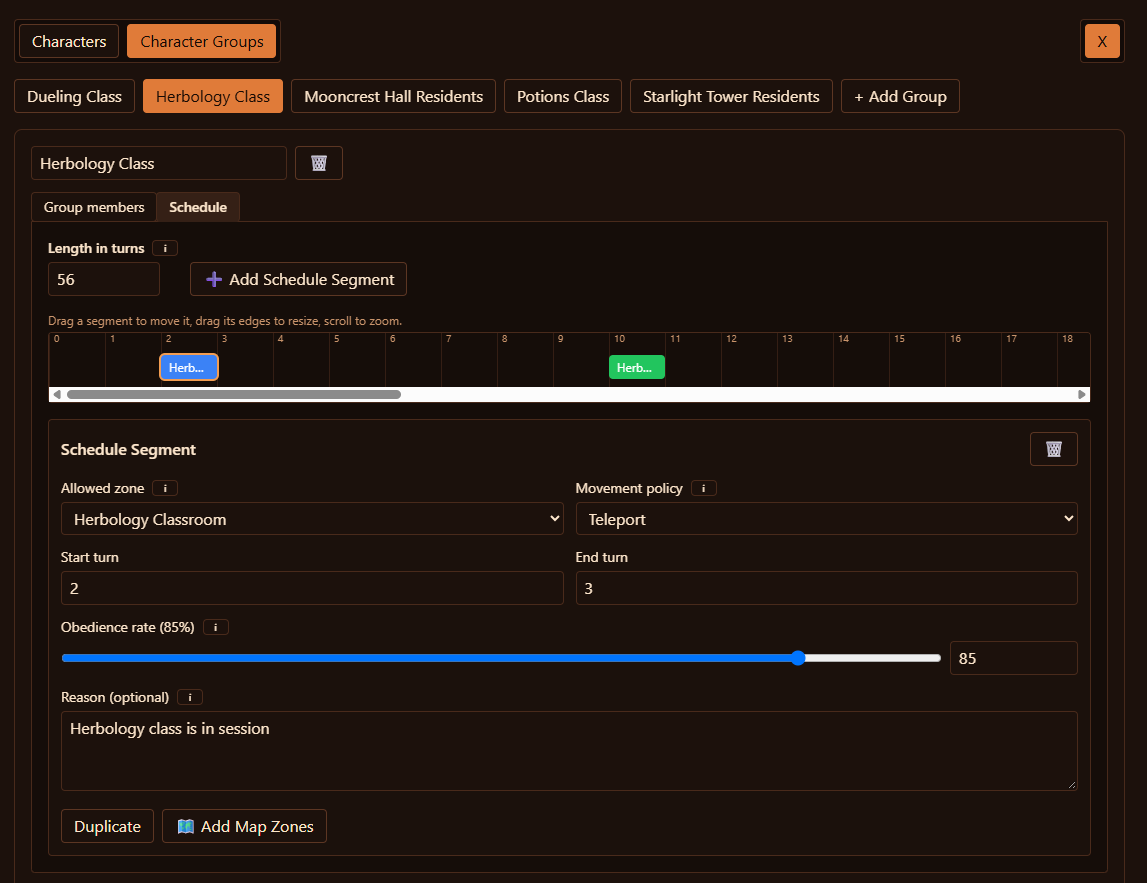 Characters Character Groups X
Dueling Class Herbology Class Mooncrest Hall Residents Potions Class Starlight Tower Residents + Add Group
Herbology Class
Group members Schedule
Length in turns i
56 Add Schedule Segment
Drag a segment to move it, drag its edges to resize, scroll to zoom.
0 1 2 3 4 5 6 7 8 9 10 11 12 13 14 15 16 17 18
Herb... Herb...
Schedule Segment
Allowed zone i Movement policy i
Herbology Classroom Teleport
Start turn End turn
2 3
Obedience rate (85%) i
85
Reason (optional) i
Herbology class is in session
Duplicate Add Map Zones